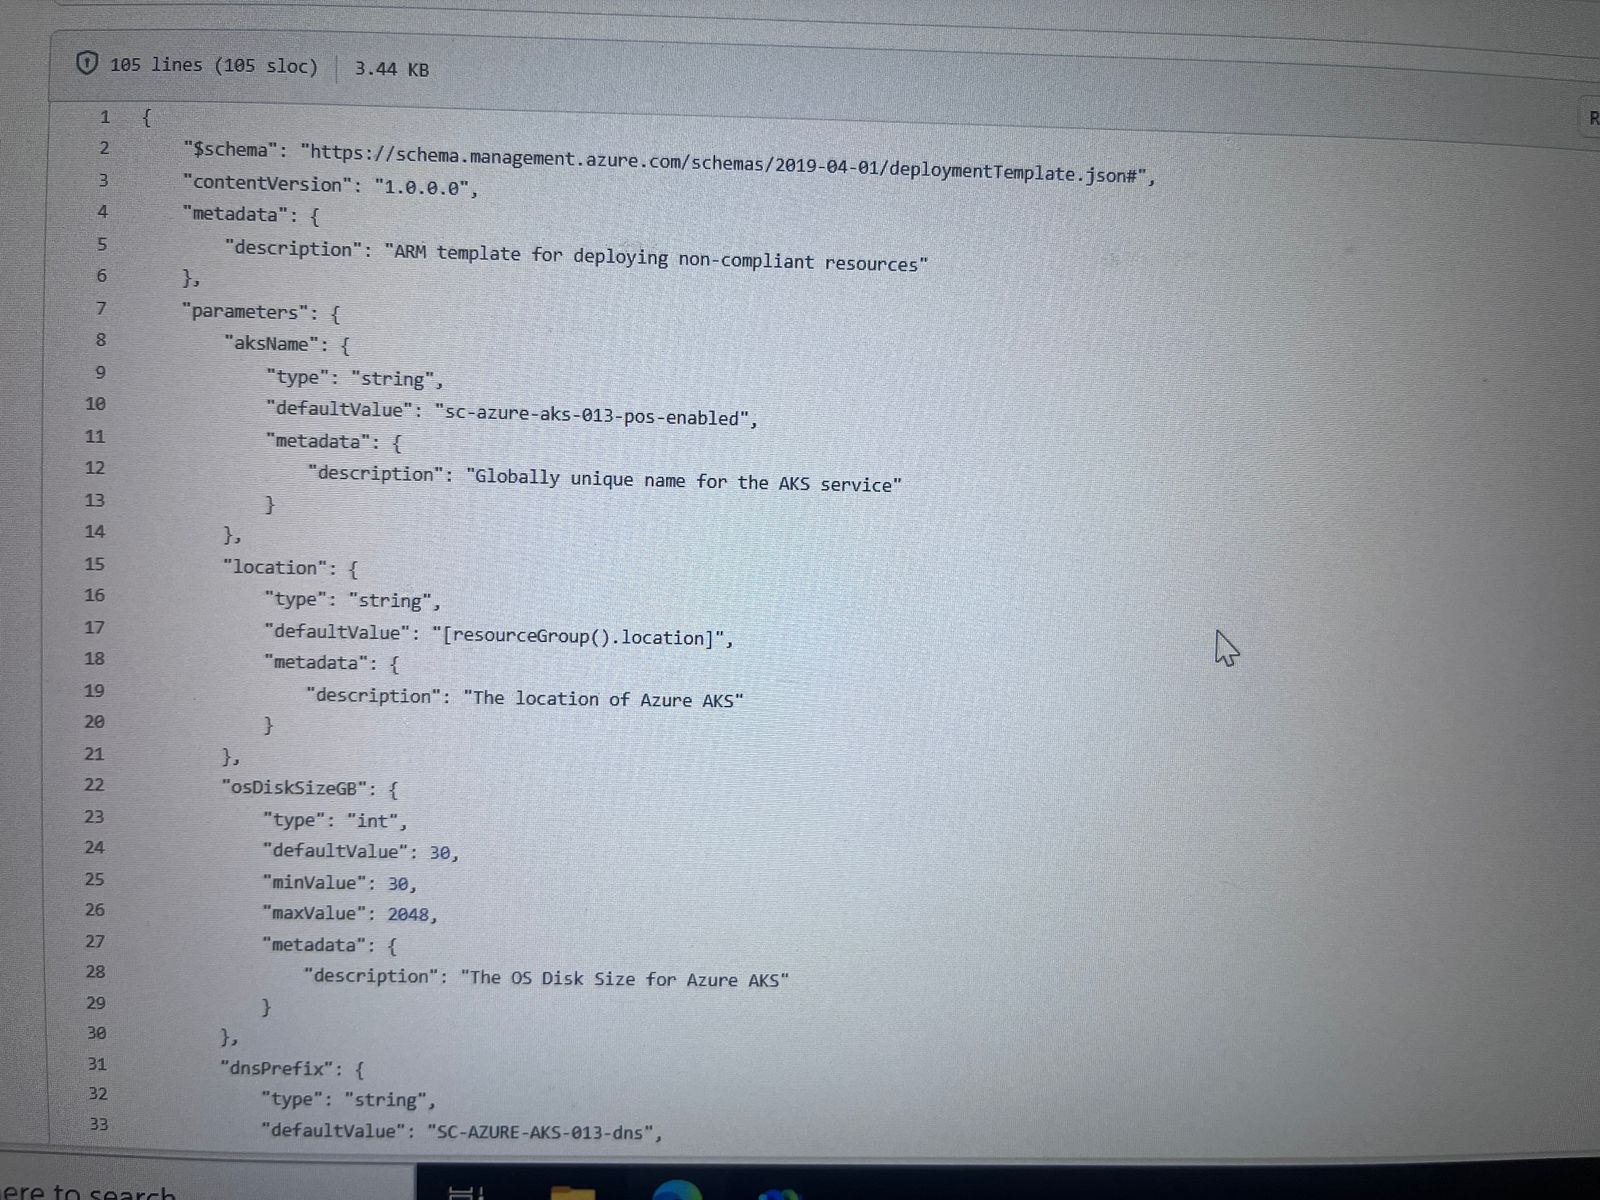 105 lines (105 sloc) 3.44 KB
R
1 {
2 "$schema": "https://schema.management.azure.com/schemas/2019-04-01/deploymentTemplate.json#",
3 "contentVersion": "1.0.0.0",
4 "metadata": {
5 "description": "ARM template for deploying non-compliant resources"
6 },
7 "parameters": {
8 "aksName": {
9 "type": "string",
10 "defaultValue": "sc-azure-aks-013-pos-enabled",
11 "metadata": {
12 "description": "Globally unique name for the AKS service"
13 }
14 },
15 "location": {
16 "type": "string",
17 "defaultValue": "[resourceGroup().location]",
18 "metadata": {
19 "description": "The location of Azure AKS"
20 }
21 },
22 "osDiskSizeGB": {
23 "type": "int",
24 "defaultValue": 30,
25 "minValue": 30,
26 "maxValue": 2048,
27 "metadata": {
28 "description": "The OS Disk Size for Azure AKS"
29 }
30 },
31 "dnsPrefix": {
32 "type": "string",
33 "defaultValue": "SC-AZURE-AKS-013-dns",
ere to search